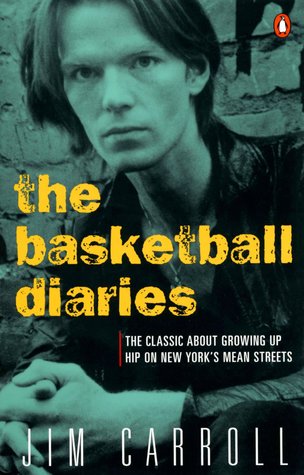 the
basketball
diaries
THE CLASSIC ABOUT GROWING UP
HIP ON NEW YORK'S MEAN STREETS
JIM CARROLL